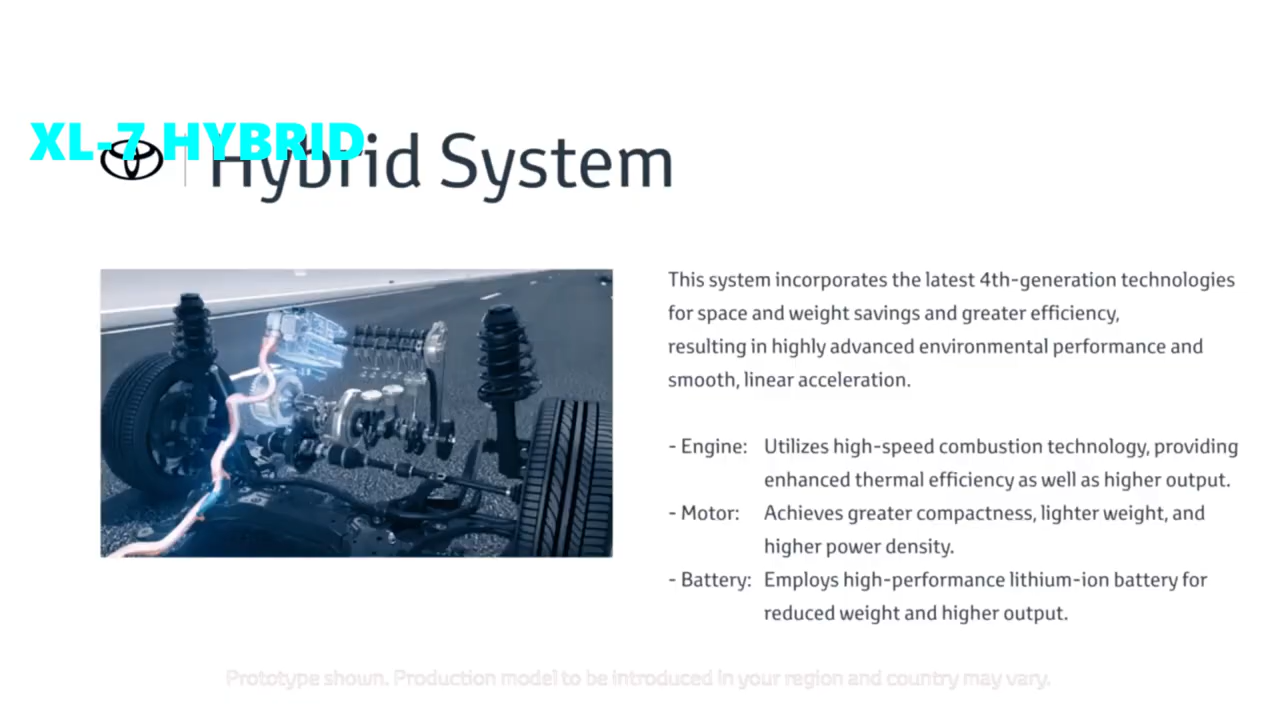 XL-7 HYBRID
Hybrid System
This system incorporates the latest 4th-generation technologies
for space and weight savings and greater efficiency,
resulting in highly advanced environmental performance and
smooth, linear acceleration.
- Engine: Utilizes high-speed combustion technology, providing
enhanced thermal efficiency as well as higher output.
- Motor: Achieves greater compactness, lighter weight, and
higher power density.
- Battery: Employs high-performance lithium-ion battery for
reduced weight and higher output.
Prototype shown. Production model to be introduced in your region and country may vary.